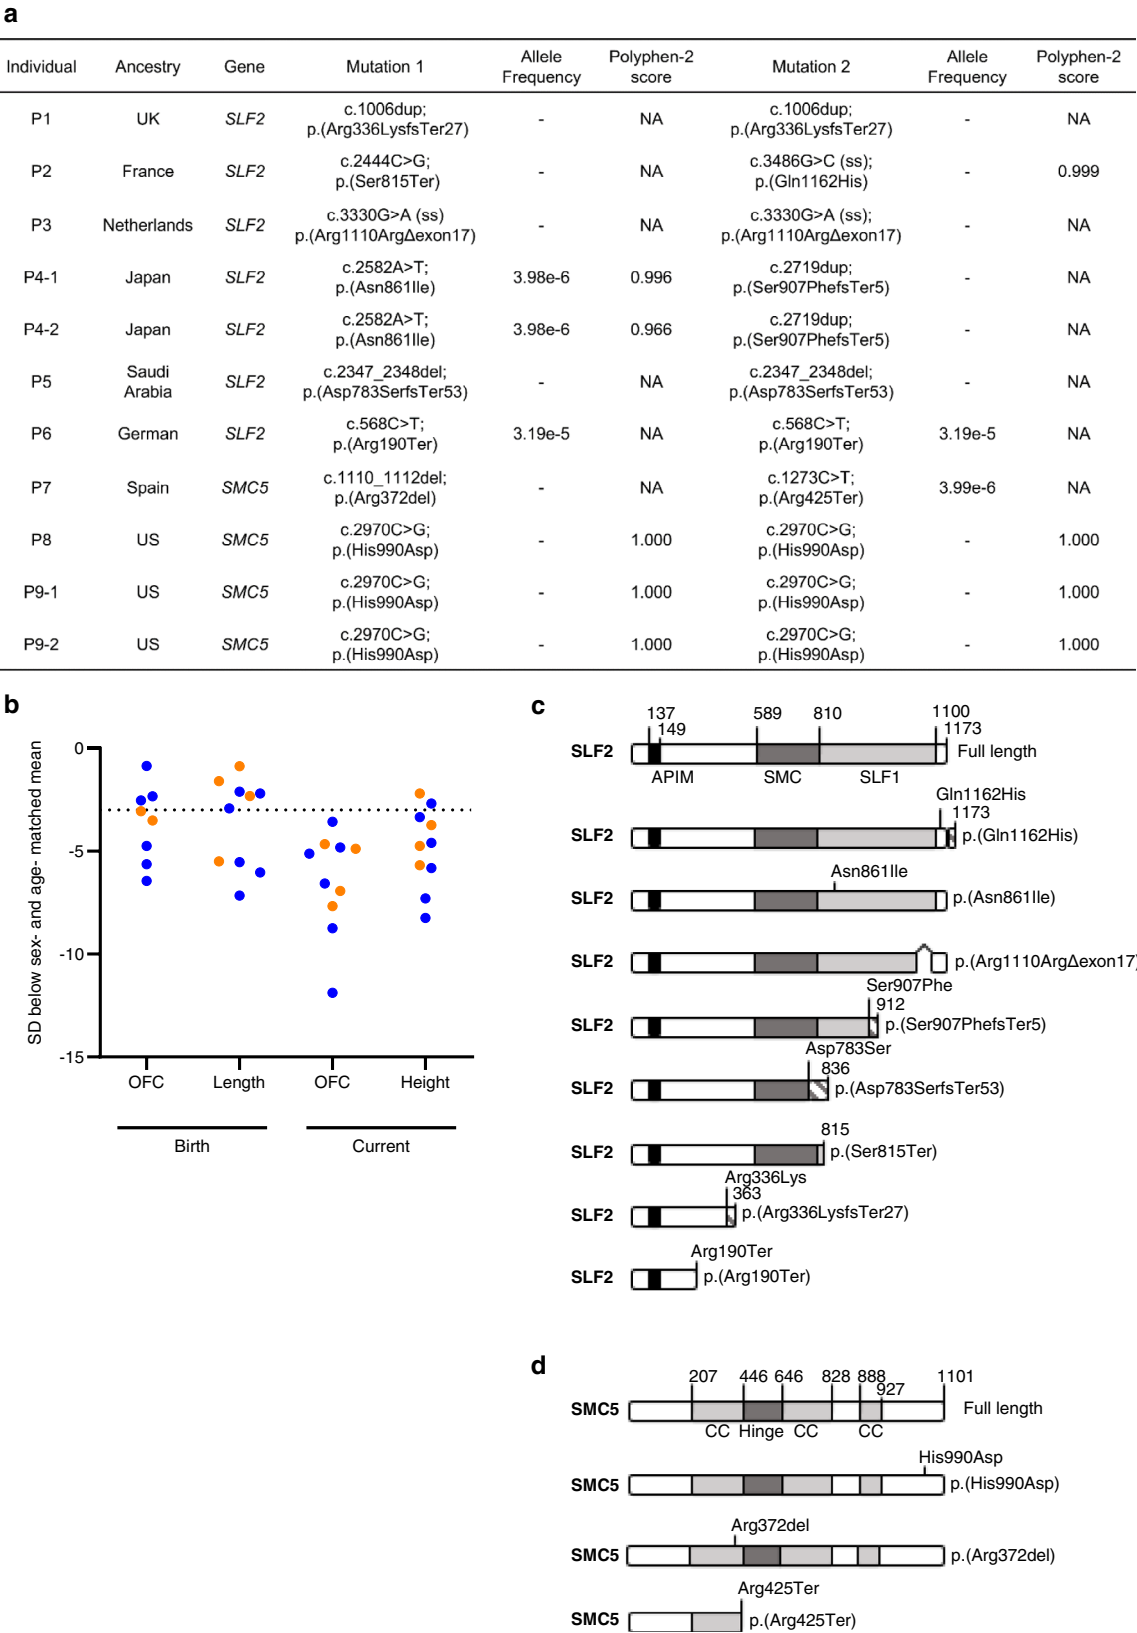 a
Individual Ancestry Gene Mutation 1 Allele Frequency Polyphen-2 score Mutation 2 Allele Frequency Polyphen-2 score
P1 UK SLF2 c.1006dup; p.(Arg336LysfsTer27) - NA c.1006dup; p.(Arg336LysfsTer27) - NA
P2 France SLF2 c.2444C>G; p.(Ser815Ter) - NA c.3486G>C (ss); p.(Gln1162His) - 0.999
P3 Netherlands SLF2 c.3330G>A (ss) p.(Arg1110ArgΔexon17) - NA c.3330G>A (ss); p.(Arg1110ArgΔexon17) - NA
P4-1 Japan SLF2 c.2582A>T; p.(Asn861Ile) 3.98e-6 0.996 c.2719dup; p.(Ser907PhefsTer5) - NA
P4-2 Japan SLF2 c.2582A>T; p.(Asn861Ile) 3.98e-6 0.966 c.2719dup; p.(Ser907PhefsTer5) - NA
P5 Saudi Arabia SLF2 c.2347_2348del; p.(Asp783SerfsTer53) - NA c.2347_2348del; p.(Asp783SerfsTer53) - NA
P6 German SLF2 c.568C>T; p.(Arg190Ter) 3.19e-5 NA c.568C>T; p.(Arg190Ter) 3.19e-5 NA
P7 Spain SMC5 c.1110_1112del; p.(Arg372del) - NA c.1273C>T; p.(Arg425Ter) 3.99e-6 NA
P8 US SMC5 c.2970C>G; p.(His990Asp) - 1.000 c.2970C>G; p.(His990Asp) - 1.000
P9-1 US SMC5 c.2970C>G; p.(His990Asp) - 1.000 c.2970C>G; p.(His990Asp) - 1.000
P9-2 US SMC5 c.2970C>G; p.(His990Asp) - 1.000 c.2970C>G; p.(His990Asp) - 1.000
b
SD below sex- and age- matched mean
0
-5
-10
-15
OFC Length OFC Height
Birth Current
c
137 589 810 1100
149 1173
SLF2 Full length
APIM SMC SLF1
Gln1162His
1173
SLF2 p.(Gln1162His)
Asn861Ile
SLF2 p.(Asn861Ile)
SLF2 p.(Arg1110ArgΔexon17)
Ser907Phe
912
SLF2 p.(Ser907PhefsTer5)
Asp783Ser
836
SLF2 p.(Asp783SerfsTer53)
815
SLF2 p.(Ser815Ter)
Arg336Lys
363
SLF2 p.(Arg336LysfsTer27)
Arg190Ter
SLF2 p.(Arg190Ter)
d
207 446 646 828 888 1101
927
SMC5 Full length
CC Hinge CC CC
His990Asp
SMC5 p.(His990Asp)
Arg372del
SMC5 p.(Arg372del)
Arg425Ter
SMC5 p.(Arg425Ter)